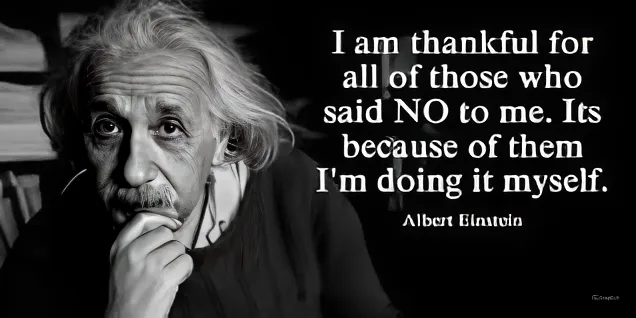 I am thankful for
all of those who
said NO to me. Its
because of them
I'm doing it myself.
Albert Einstein